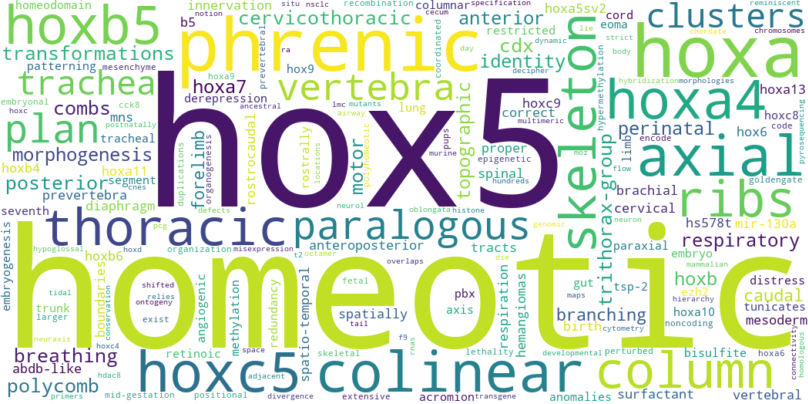 hoxb5
transformations
trachea
combs
plan
morphogenesis
posterior
hox5
phrenic
vertebra
homeotic
thoracic
paralogous
colinear
hoxc5
column
skeleton
axial
hoxa
hoxa4
ribs
clusters
homeodomain
notion
situ
nsclc
recombination
specification
reminiscent
innervation
columnar
hoxa5sv2
chordate
b5
cervicothoracic
anterior
restricted
cord
eoma
lie
strict
chromosomes
patterning
mesenchyme
prevertebral
ra
day
cdx
dynamic
body
identity
decipher
hybridization
morphologies
hoxa9
hox9
coordinated
embryonal
hoxc
hoxa7
lung
hoxc9
hypermethylation
hoxa13
cck8
derepression
lmc
mutants
correct
multimeric
hoxc8
postnatally
mns
ancestral
airway
pups
perinatal
hox6
code
tracheal
duplications
organogenesis
forelimb
rostrocaudal
rostrally
locations
motor
polyhomeotic
topographic
murine
proper
epigenetic
moz
limb
encode
pyrosequencing
hoxb4
hoxa11
segment
cnes
diaphragm
neurol
spinal
hundreds
flow
goldengate
prevertebra
defects
oblongata
histone
brachial
hs578t
mir-130a
seventh
pcg
genomic
cervical
neuron
respiratory
embryogenesis
hypoglossal
hoxd
misexpression
octamer
anteroposterior
tracts
trithorax-group
paraxial
hoxb6
organization
t2
overlaps
die
maps
embryo
mammalian
hoxb
ezh2
distress
boundaries
conservation
shifted
tidal
trunk
larger
relies
ontogeny
angiogenic
methylation
redundancy
spatio-temporal
fetal
pbx
respiration
hemangiomas
gut
tsp-2
hierarchy
caudal
tunicates
hoxa10
noncoding
mesoderm
spatially
axis
branching
birth
cytometry
breathing
neuraxis
hoxc4
exist
retinoic
space
tail
f9
lethality
bisulfite
hoxa6
connectivity
homologous
abdb-like
skeletal
rnas
developmental
perturbed
polycomb
hdac8
adjacent
primers
mid-gestation
positional
divergence
extensive
acromion
transgene
anomalies
surfactant
vertebral